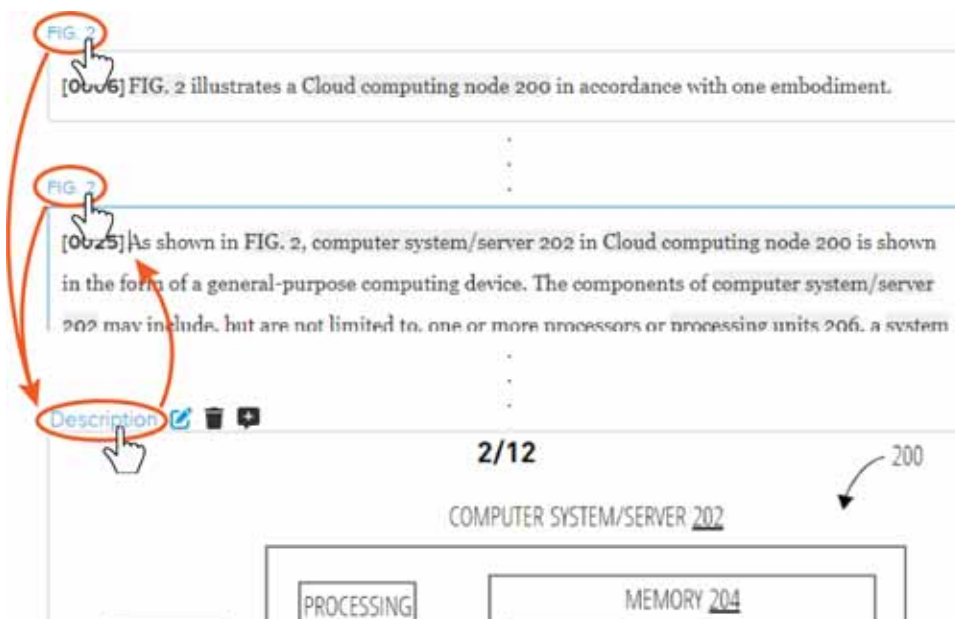 FIG. 2
[0006] FIG. 2 illustrates a Cloud computing node 200 in accordance with one embodiment.
FIG. 2
[0025] As shown in FIG. 2, computer system/server 202 in Cloud computing node 200 is shown
in the form of a general-purpose computing device. The components of computer system/server
202 may include, but are not limited to, one or more processors or processing units 206, a system
Description
2/12
200
COMPUTER SYSTEM/SERVER 202
PROCESSING
MEMORY 204